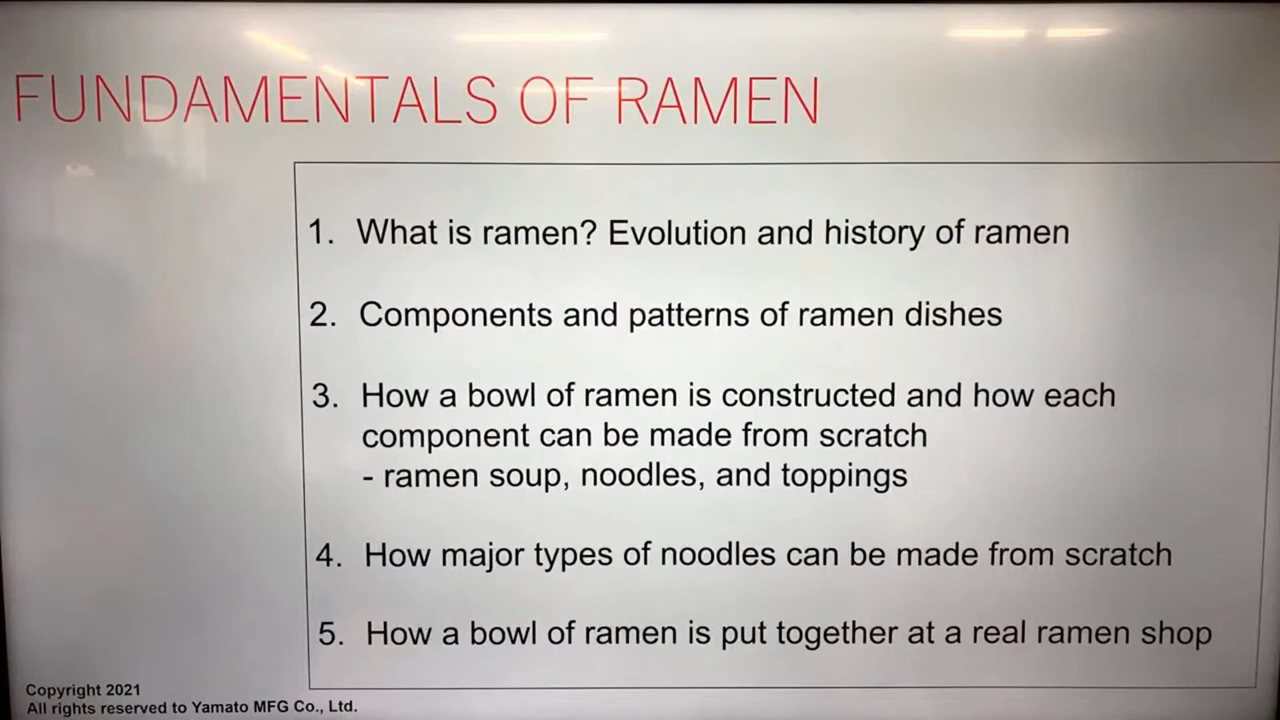 FUNDAMENTALS OF RAMEN
1. What is ramen? Evolution and history of ramen
2. Components and patterns of ramen dishes
3. How a bowl of ramen is constructed and how each
component can be made from scratch
- ramen soup, noodles, and toppings
4. How major types of noodles can be made from scratch
5. How a bowl of ramen is put together at a real ramen shop
Copyright 2021
All rights reserved to Yamato MFG Co., Ltd.